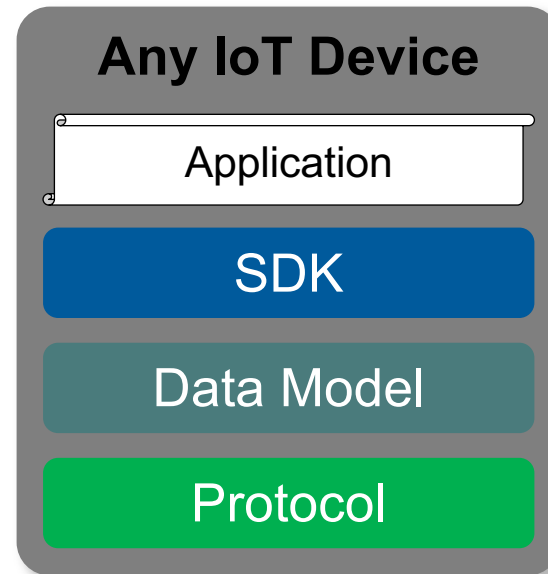 Any IoT Device
Application
SDK
Data Model
Protocol